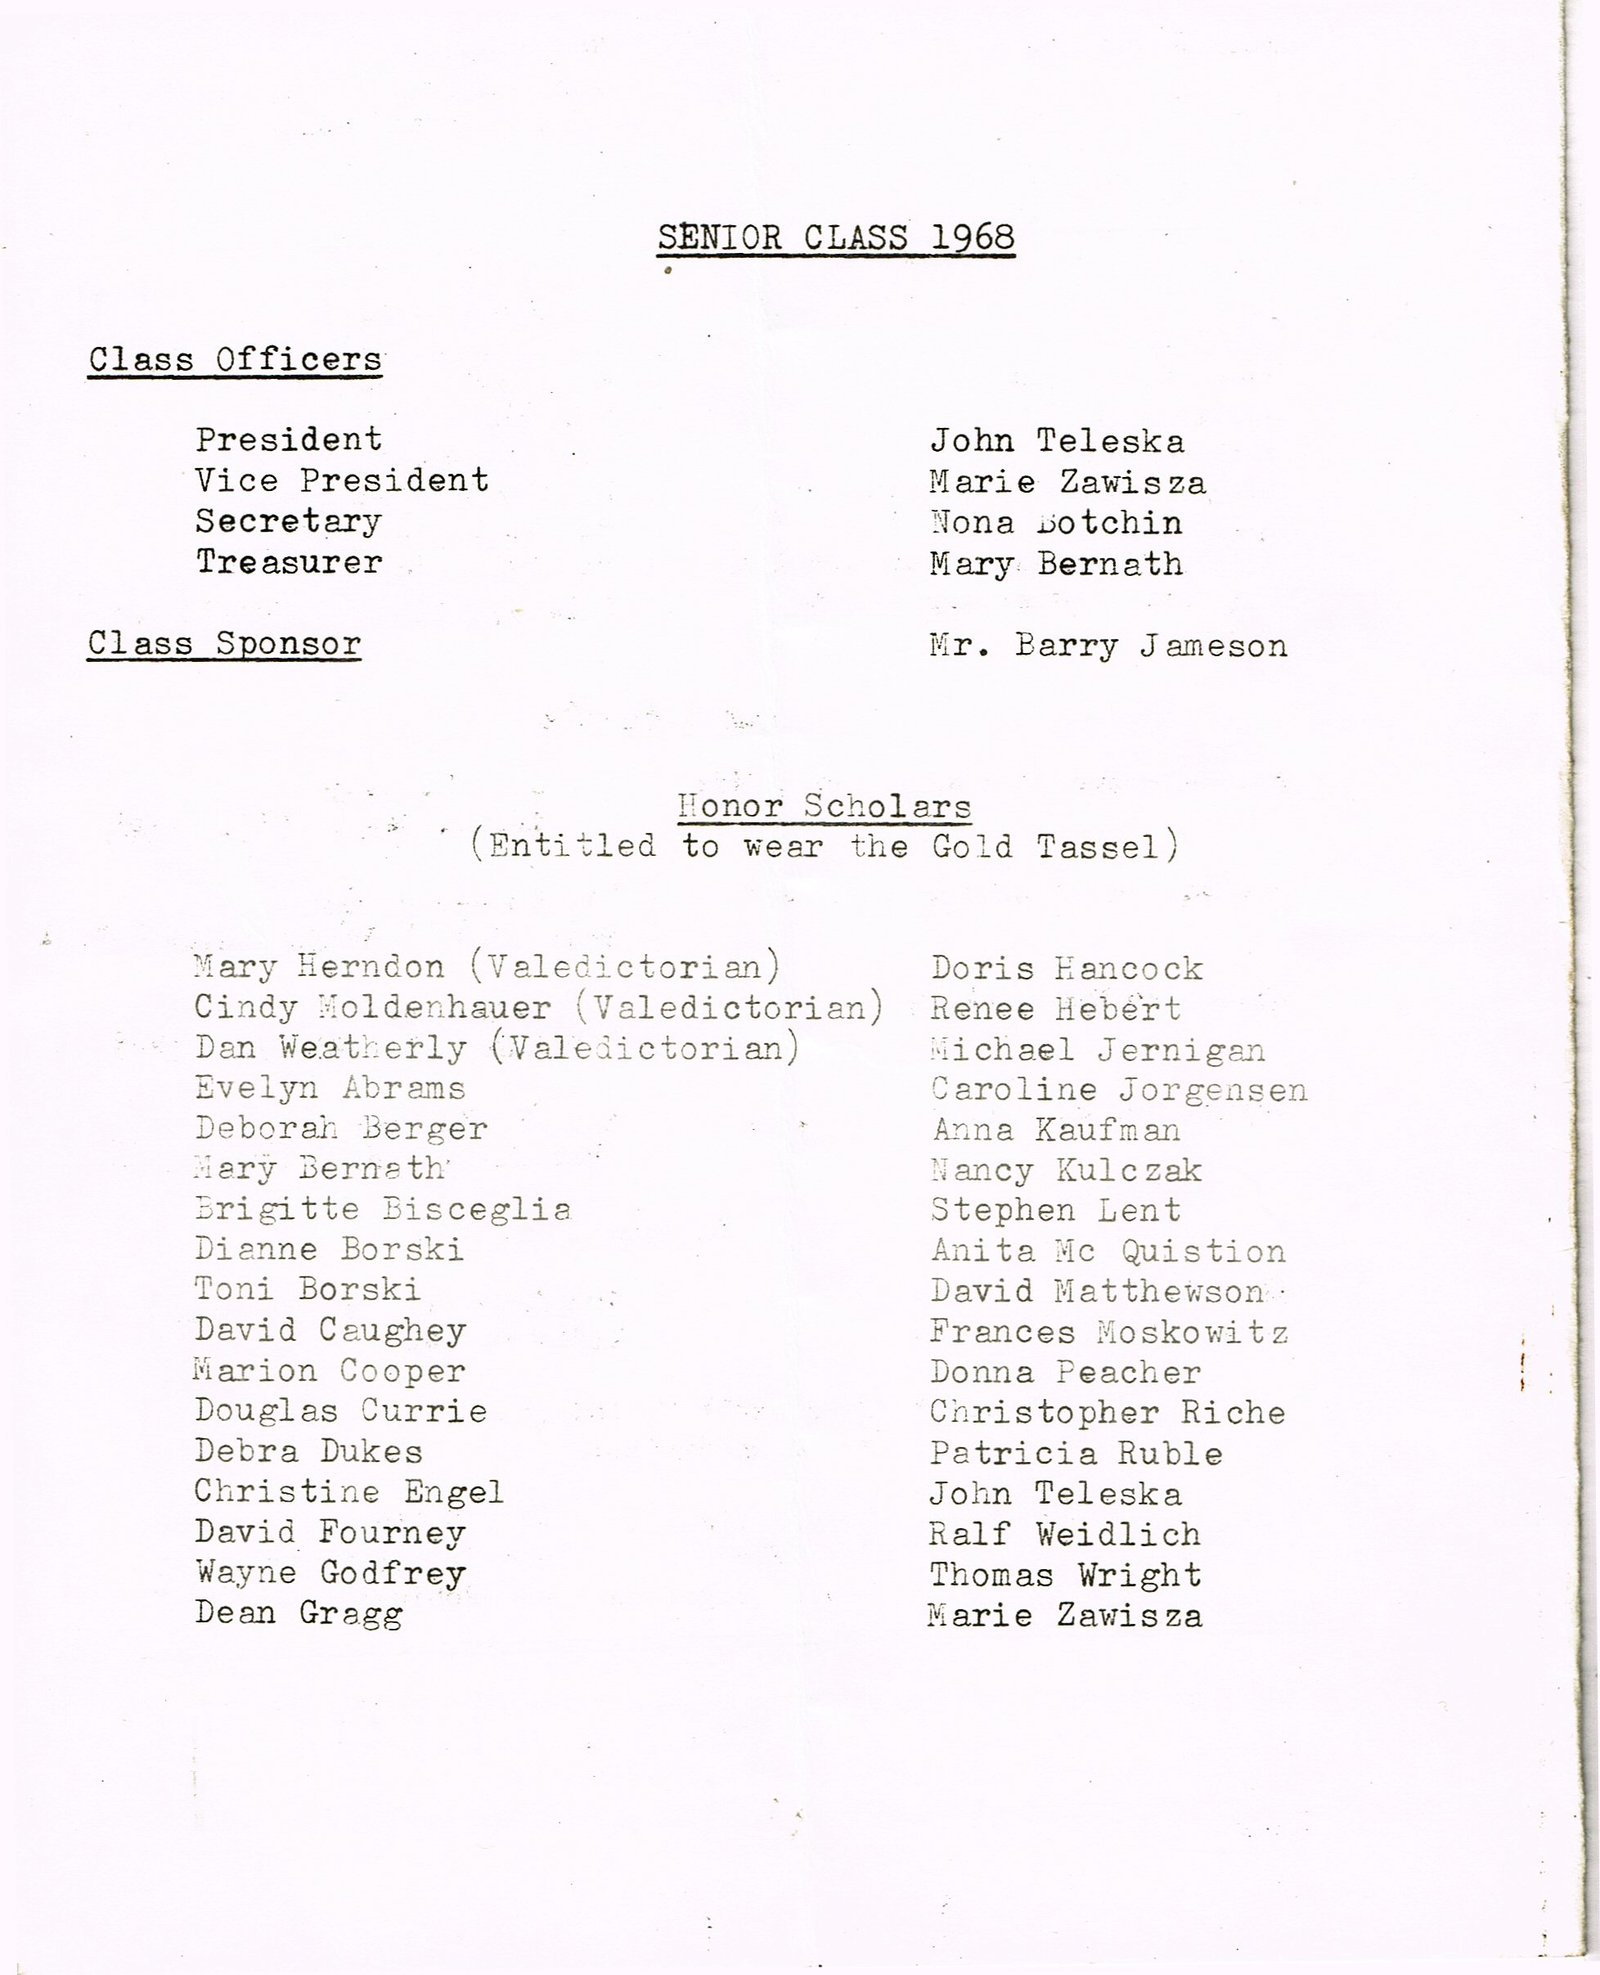 SENIOR CLASS 1968
Class Officers
President John Teleska
Vice President Marie Zawisza
Secretary Nona Botchin
Treasurer Mary Bernath
Class Sponsor Mr. Barry Jameson
Honor Scholars
(Entitled to wear the Gold Tassel)
Mary Herndon (Valedictorian)
Cindy Moldenhauer (Valedictorian)
Dan Weatherly (Valedictorian)
Evelyn Abrams
Deborah Berger
Mary Bernath
Brigitte Bisceglia
Dianne Borski
Toni Borski
David Caughey
Marion Cooper
Douglas Currie
Debra Dukes
Christine Engel
David Fourney
Wayne Godfrey
Dean Gragg
Doris Hancock
Renee Hebert
Michael Jernigan
Caroline Jorgensen
Anna Kaufman
Nancy Kulczak
Stephen Lent
Anita Mc Quistion
David Matthewson
Frances Moskowitz
Donna Peacher
Christopher Riche
Patricia Ruble
John Teleska
Ralf Weidlich
Thomas Wright
Marie Zawisza